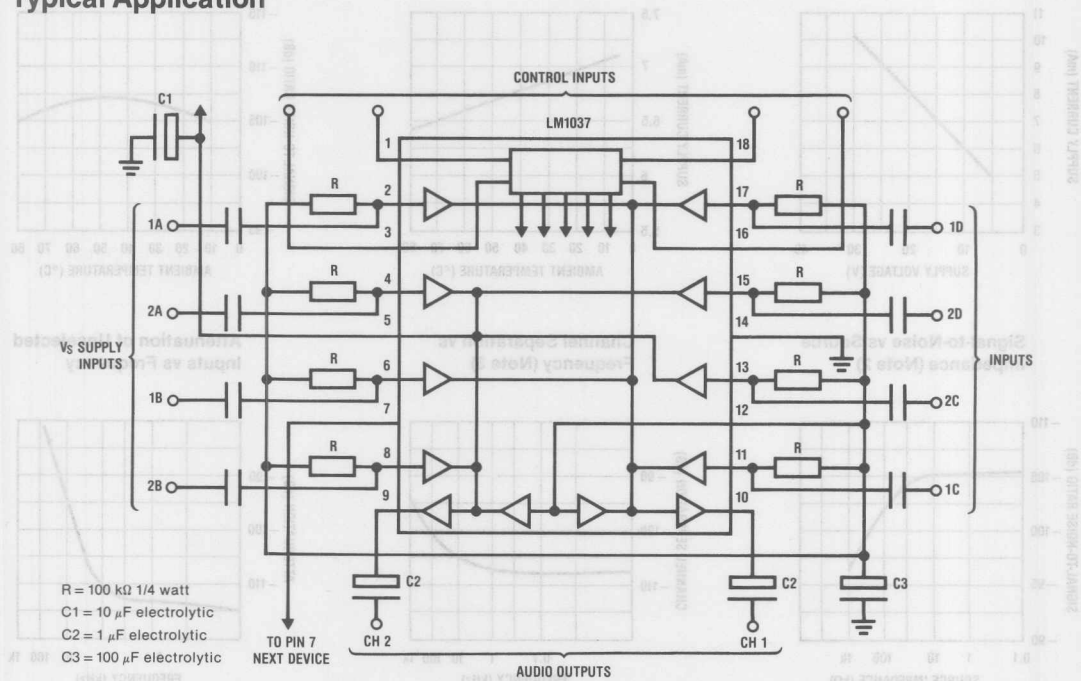 Typical Application
CONTROL INPUTS
LM1037
C1
1
18
R
2
17
R
1A
3
16
1D
R
4
15
R
2A
5
14
2D
VS SUPPLY
INPUTS
INPUTS
R
6
13
R
1B
7
12
2C
R
8
11
R
2B
9
10
1C
C2
C2
C3
R = 100 kΩ 1/4 watt
C1 = 10 μF electrolytic
C2 = 1 μF electrolytic
C3 = 100 μF electrolytic
TO PIN 7
NEXT DEVICE
CH 2
CH 1
AUDIO OUTPUTS